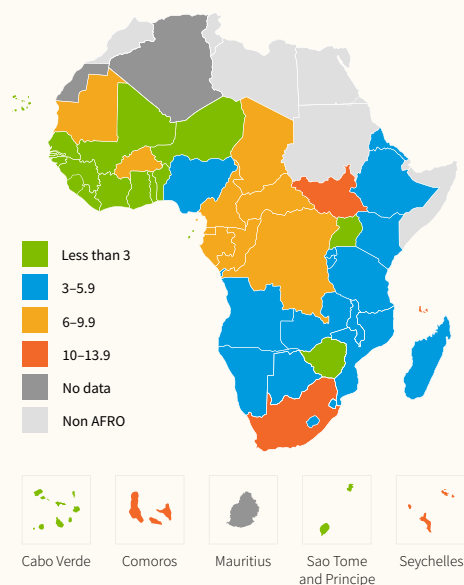 Less than 3
3–5.9
6–9.9
10–13.9
No data
Non AFRO
Cabo Verde
Comoros
Mauritius
Sao Tome
and Principe
Seychelles